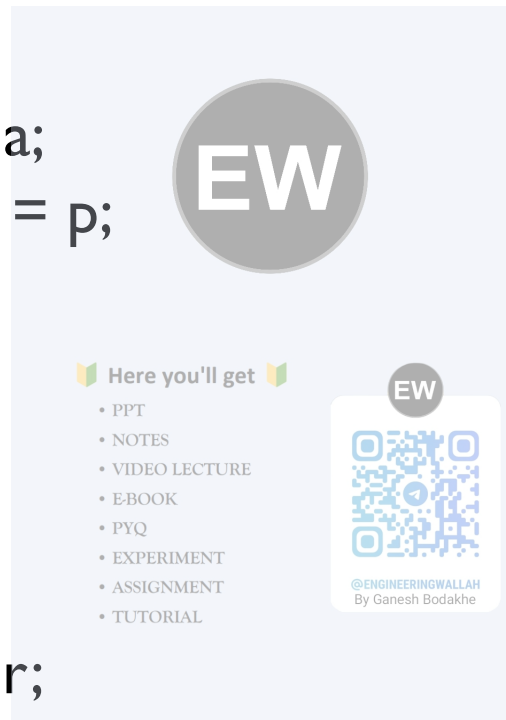 a;
= p;
EW
Here you'll get
• PPT
• NOTES
• VIDEO LECTURE
• E-BOOK
• PYQ
• EXPERIMENT
• ASSIGNMENT
• TUTORIAL
EW
@ENGINEERINGWALLAH
By Ganesh Bodakhe
r;